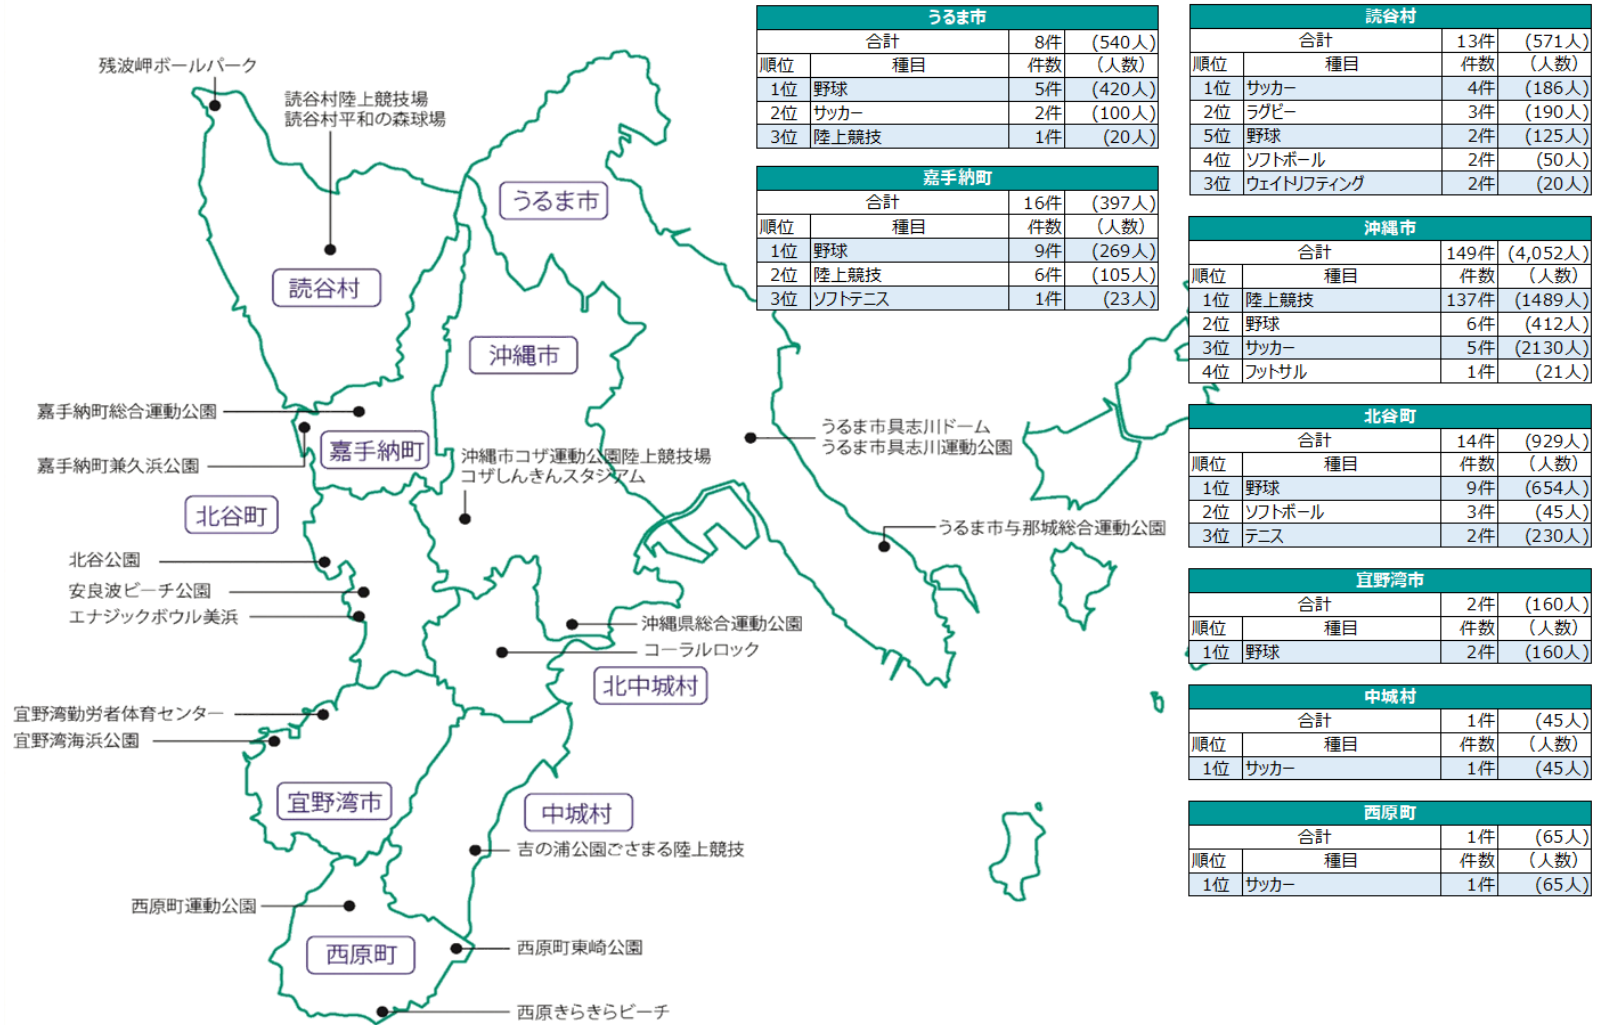 残波岬ボールパーク
読谷村陸上競技場
読谷村平和の森球場
うるま市
読谷村
沖縄市
嘉手納町総合運動公園
嘉手納町
嘉手納町兼久浜公園
沖縄市コザ運動公園陸上競技場
コザしんきんスタジアム
うるま市具志川ドーム
うるま市具志川運動公園
北谷町
うるま市与那城総合運動公園
北谷公園
安良波ビーチ公園
エナジックボウル美浜
沖縄県総合運動公園
コーラルロック
北中城村
宜野湾勤労者体育センター
宜野湾海浜公園
宜野湾市
中城村
吉の浦公園ごさまる陸上競技
西原町運動公園
西原町
西原町東崎公園
西原きらきらビーチ
うるま市
合計 8件 (540人)
順位 種目 件数 (人数)
1位 野球 5件 (420人)
2位 サッカー 2件 (100人)
3位 陸上競技 1件 (20人)
嘉手納町
合計 16件 (397人)
順位 種目 件数 (人数)
1位 野球 9件 (269人)
2位 陸上競技 6件 (105人)
3位 ソフトテニス 1件 (23人)
読谷村
合計 13件 (571人)
順位 種目 件数 (人数)
1位 サッカー 4件 (186人)
2位 ラグビー 3件 (190人)
5位 野球 2件 (125人)
4位 ソフトボール 2件 (50人)
3位 ウェイトリフティング 2件 (20人)
沖縄市
合計 149件 (4,052人)
順位 種目 件数 (人数)
1位 陸上競技 137件 (1489人)
2位 野球 6件 (412人)
3位 サッカー 5件 (2130人)
4位 フットサル 1件 (21人)
北谷町
合計 14件 (929人)
順位 種目 件数 (人数)
1位 野球 9件 (654人)
2位 ソフトボール 3件 (45人)
3位 テニス 2件 (230人)
宜野湾市
合計 2件 (160人)
順位 種目 件数 (人数)
1位 野球 2件 (160人)
中城村
合計 1件 (45人)
順位 種目 件数 (人数)
1位 サッカー 1件 (45人)
西原町
合計 1件 (65人)
順位 種目 件数 (人数)
1位 サッカー 1件 (65人)